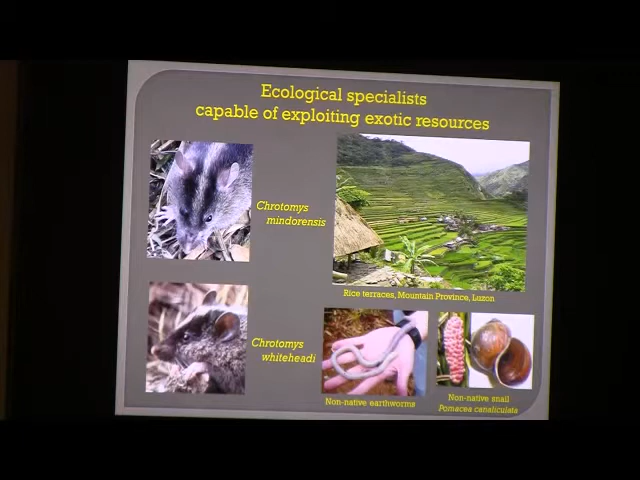 Ecological specialists
capable of exploiting exotic resources
Chrotomys
mindorensis
Rice terraces, Mountain Province, Luzon
Chrotomys
whiteheadi
Non-native earthworms
Non-native snail
Pomacea canaliculata